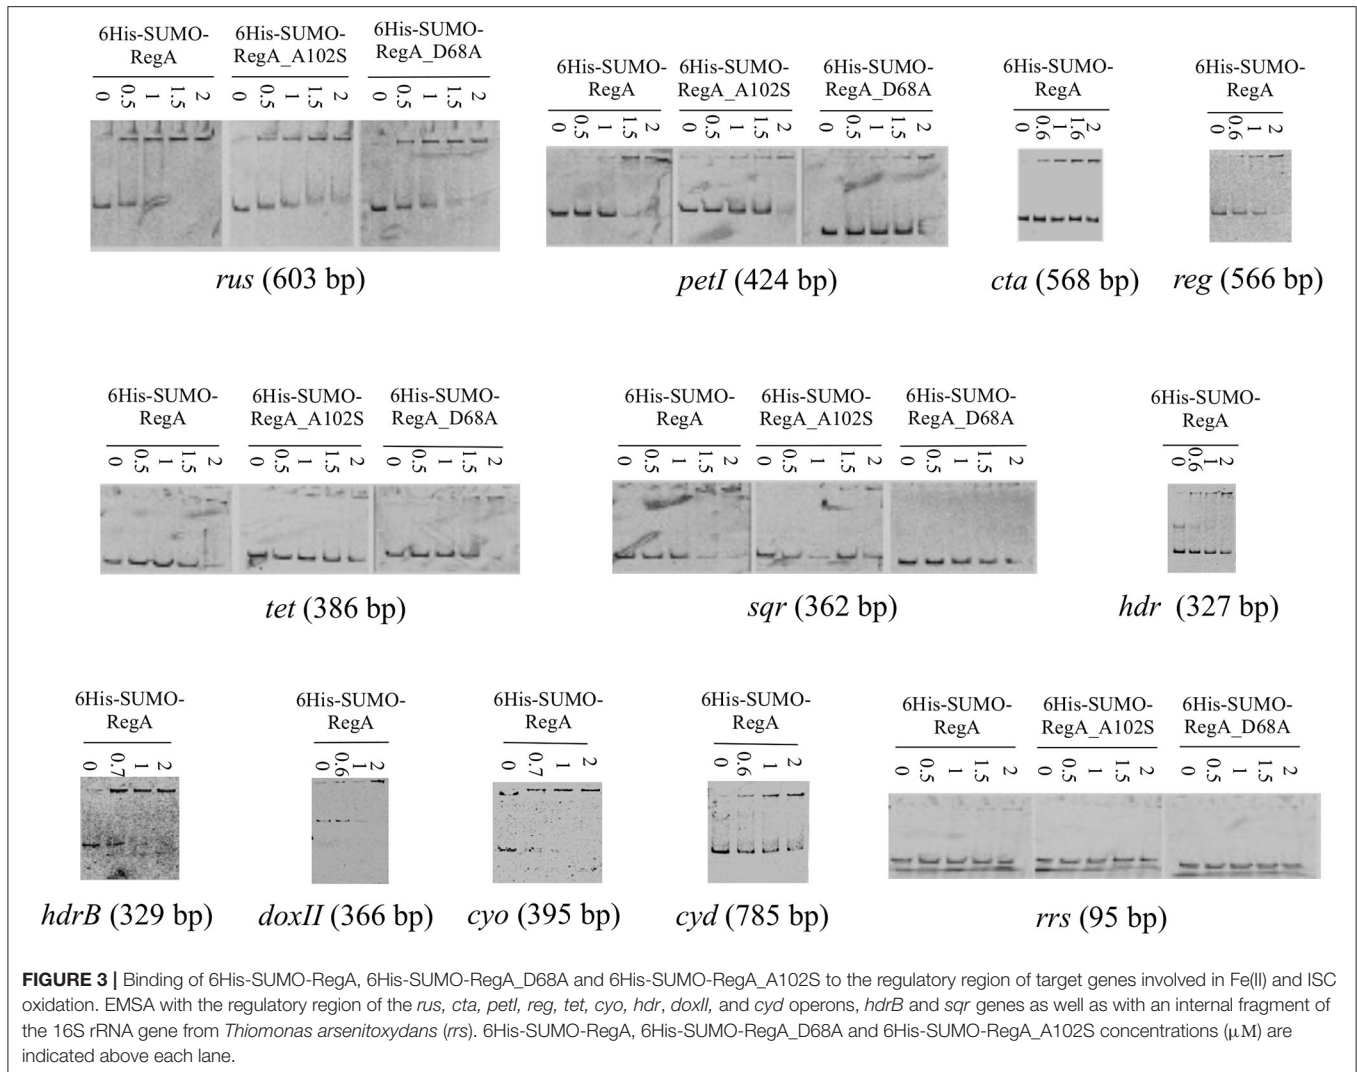 6His-SUMO-
RegA
6His-SUMO-
RegA_A102S
6His-SUMO-
RegA_D68A
0 0.5 1 1.5 2 0 0.5 1 1.5 2 0 0.5 1 1.5 2
rus (603 bp)
6His-SUMO-
RegA
6His-SUMO-
RegA_A102S
6His-SUMO-
RegA_D68A
0 0.5 1 1.5 2 0 0.5 1 1.5 2 0 0.5 1 1.5 2
petI (424 bp)
6His-SUMO-
RegA
0 0.6 1 1.6 2
cta (568 bp)
6His-SUMO-
RegA
0 0.6 1 2
reg (566 bp)
6His-SUMO-
RegA
6His-SUMO-
RegA_A102S
6His-SUMO-
RegA_D68A
0 0.5 1 1.5 2 0 0.5 1 1.5 2 0 0.5 1 1.5 2
tet (386 bp)
6His-SUMO-
RegA
6His-SUMO-
RegA_A102S
6His-SUMO-
RegA_D68A
0 0.5 1 1.5 2 0 0.5 1 1.5 2 0 0.5 1 1.5 2
sqr (362 bp)
6His-SUMO-
RegA
0 0.6 1 2
hdr (327 bp)
6His-SUMO-
RegA
0 0.7 1 2
hdrB (329 bp)
6His-SUMO-
RegA
0 0.6 1 2
doxII (366 bp)
6His-SUMO-
RegA
0 0.7 1 2
cyo (395 bp)
6His-SUMO-
RegA
0 0.6 1 2
cyd (785 bp)
6His-SUMO-
RegA
6His-SUMO-
RegA_A102S
6His-SUMO-
RegA_D68A
0 0.5 1 1.5 2 0 0.5 1 1.5 2 0 0.5 1 1.5 2
rrs (95 bp)
FIGURE 3 | Binding of 6His-SUMO-RegA, 6His-SUMO-RegA_D68A and 6His-SUMO-RegA_A102S to the regulatory region of target genes involved in Fe(II) and ISC
oxidation. EMSA with the regulatory region of the rus, cta, petI, reg, tet, cyo, hdr, doxII, and cyd operons, hdrB and sqr genes as well as with an internal fragment of
the 16S rRNA gene from Thiomonas arsenitoxydans (rrs). 6His-SUMO-RegA, 6His-SUMO-RegA_D68A and 6His-SUMO-RegA_A102S concentrations (μM) are
indicated above each lane.